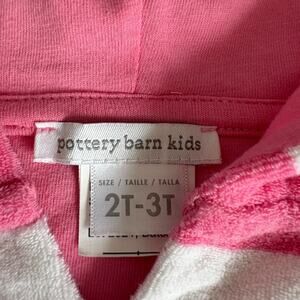 pottery barn kids
SIZE / TAILLE / TALLA
2T-3T